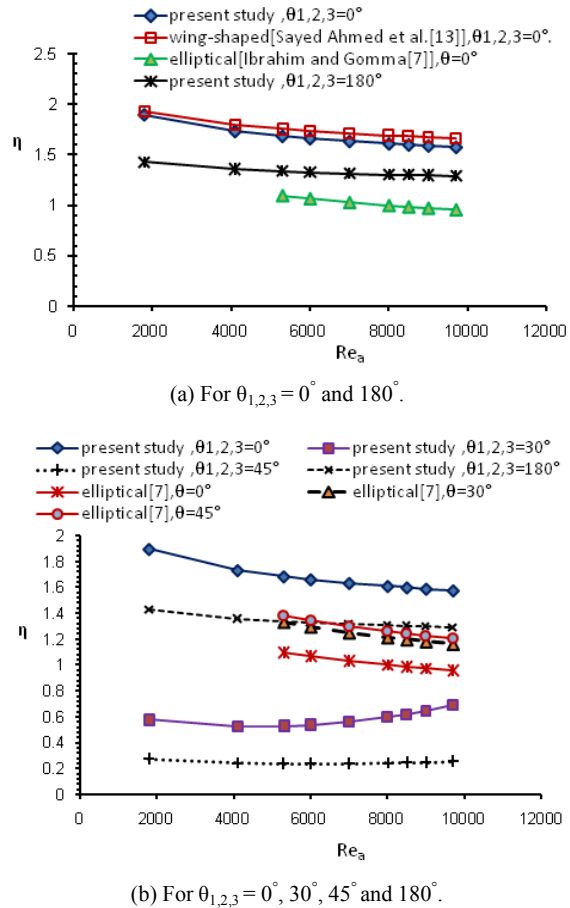 present study ,θ1,2,3=0°
wing-shaped[Sayed Ahmed et al.[13]],θ1,2,3=0°.
elliptical[Ibrahim and Gomma[7]],θ=0°
present study ,θ1,2,3=180°
2.5
2
1.5
1
0.5
0
η
0 2000 4000 6000 8000 10000 12000
Reₐ
(a) For θ₁,₂,₃ = 0° and 180°.
present study ,θ1,2,3=0° present study ,θ1,2,3=30°
present study ,θ1,2,3=45° present study ,θ1,2,3=180°
elliptical[7],θ=0° elliptical[7],θ=30°
elliptical[7],θ=45°
2
1.8
1.6
1.4
1.2
1
0.8
0.6
0.4
0.2
0
η
0 2000 4000 6000 8000 10000 12000
Reₐ
(b) For θ₁,₂,₃ = 0°, 30°, 45° and 180°.